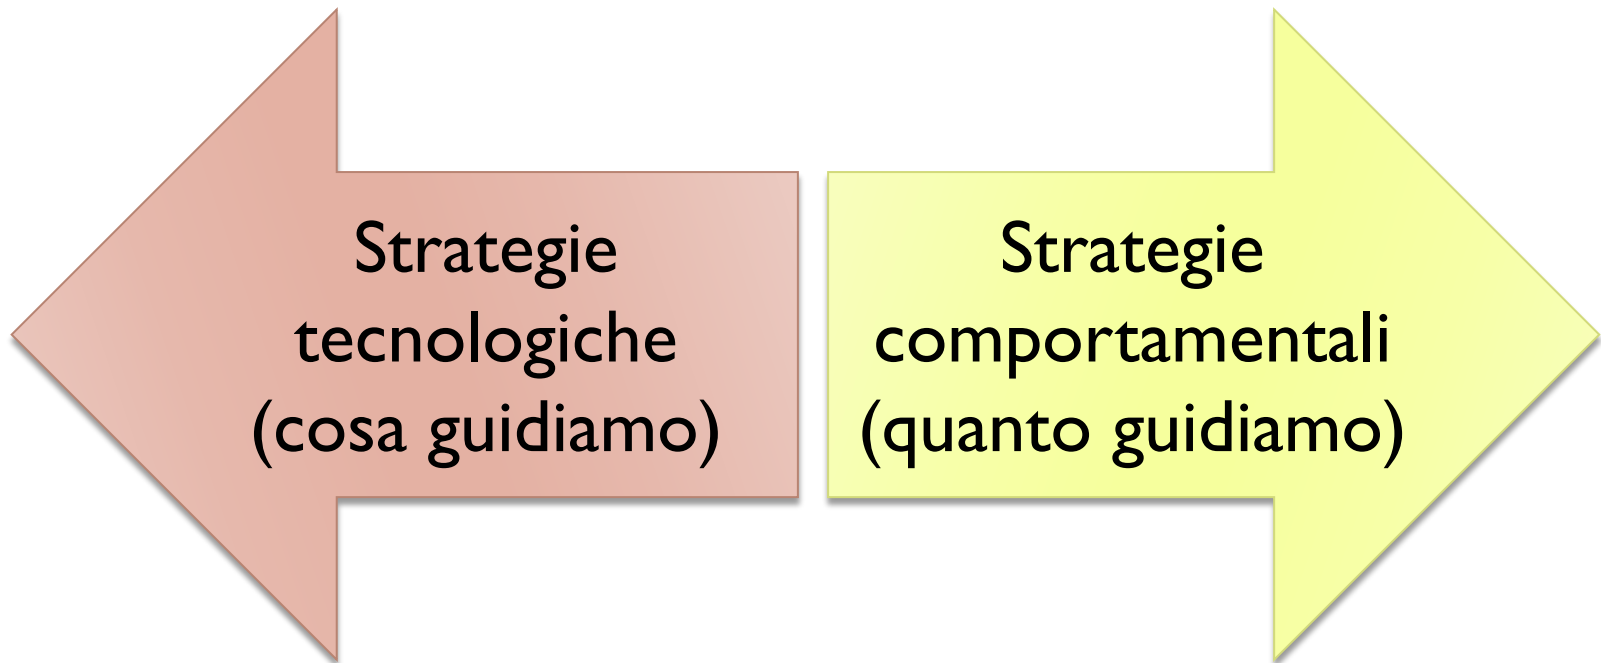 Strategie
tecnologiche
(cosa guidiamo)
Strategie
comportamentali
(quanto guidiamo)